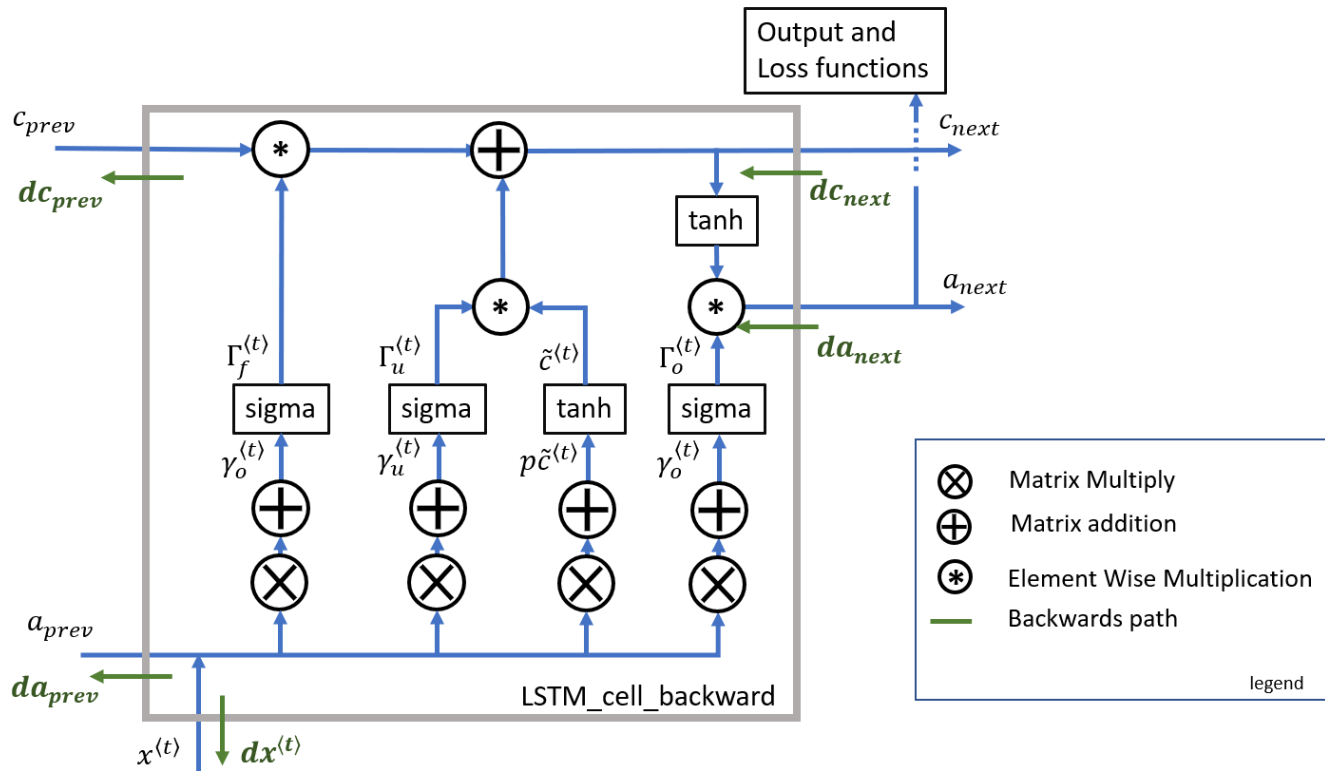 Output and
Loss functions
c_prev
c_next
dc_prev
dc_next
tanh
a_next
da_next
Γ_f^⟨t⟩
Γ_u^⟨t⟩
c̃^⟨t⟩
Γ_o^⟨t⟩
sigma
sigma
tanh
sigma
γ_o^⟨t⟩
γ_u^⟨t⟩
pc̃^⟨t⟩
γ_o^⟨t⟩
a_prev
da_prev
LSTM_cell_backward
x^⟨t⟩
dx^⟨t⟩
Matrix Multiply
Matrix addition
Element Wise Multiplication
Backwards path
legend